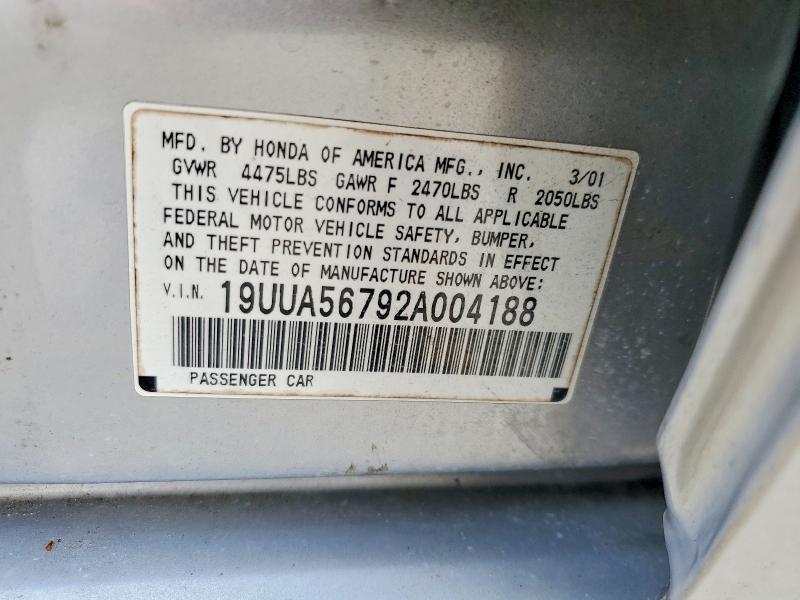 MFD. BY HONDA OF AMERICA MFG., INC. 3/01
GVWR 4475LBS GAWR F 2470LBS R 2050LBS
THIS VEHICLE CONFORMS TO ALL APPLICABLE
FEDERAL MOTOR VEHICLE SAFETY, BUMPER,
AND THEFT PREVENTION STANDARDS IN EFFECT
ON THE DATE OF MANUFACTURE SHOWN ABOVE:
V.I.N. 19UUA56792A004188
PASSENGER CAR